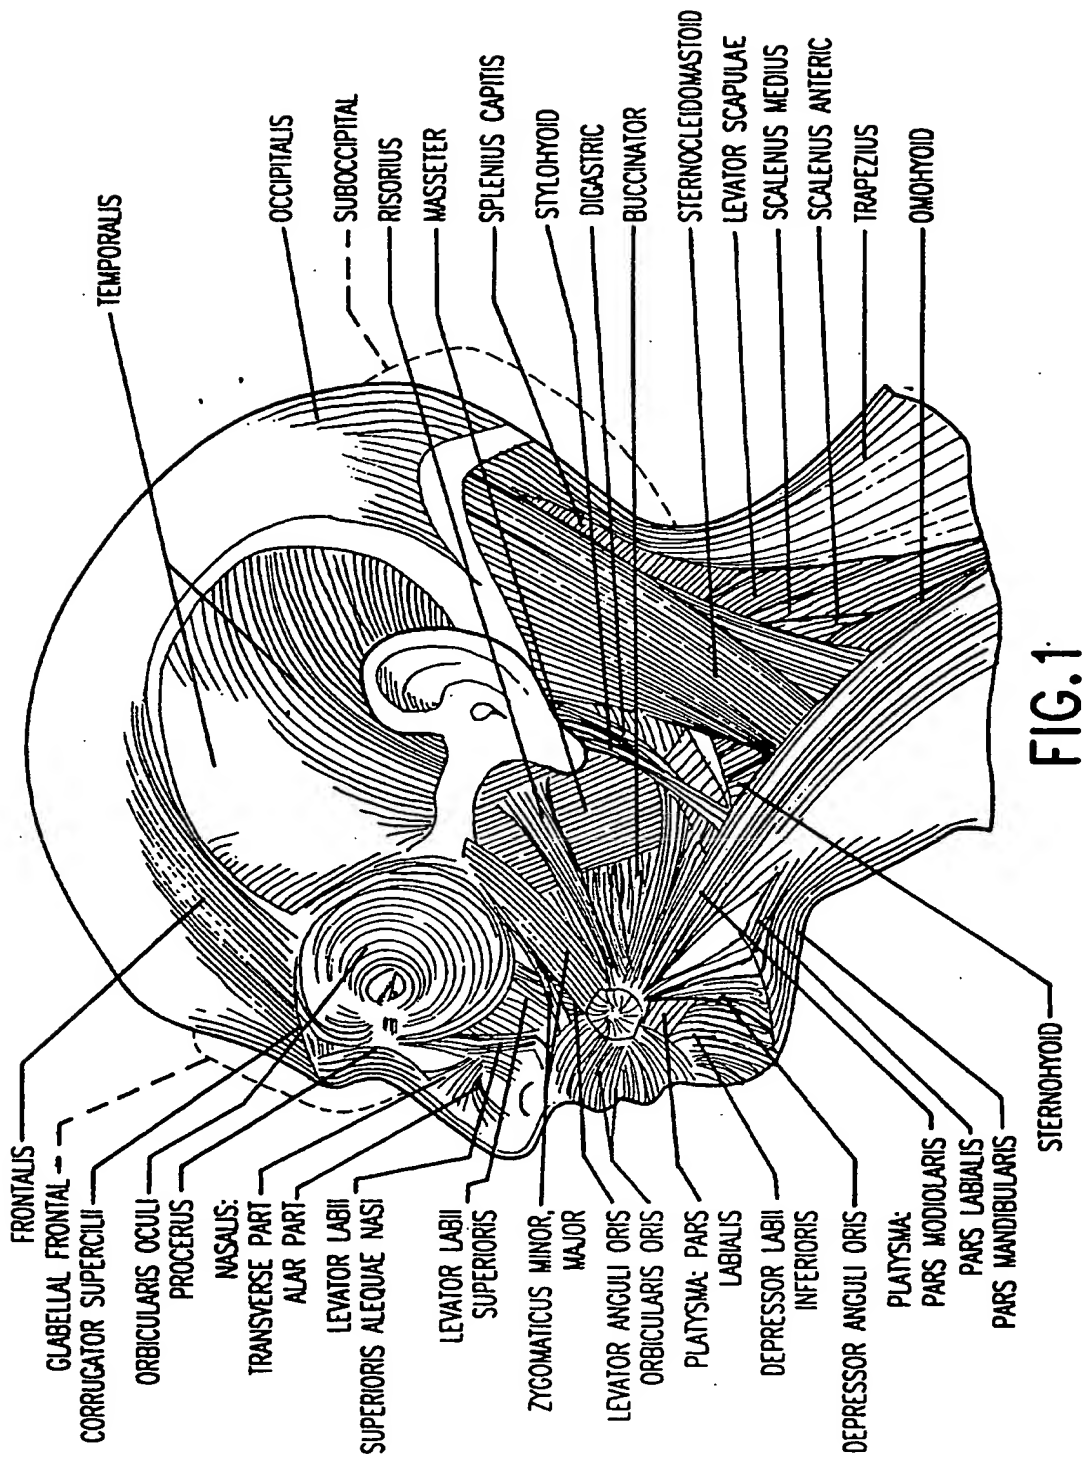 TEMPORALIS
OCCIPITALIS
SUBOCCIPITAL
RISORIUS
MASSETER
SPLENIUS CAPITIS
STYLOHYOID
DIGASTRIC
BUCCINATOR
STERNOCLEIDOMASTOID
LEVATOR SCAPULAE
SCALENUS MEDIUS
SCALENUS ANTERIC
TRAPEZIUS
OMOHYOID
FRONTALIS
GLABELLAL FRONTAL
CORRUGATOR SUPERCILII
ORBICULARIS OCULI
PROCERUS
NASALIS:
TRANSVERSE PART
ALAR PART
LEVATOR LABII
SUPERIORIS ALEQUAE NASI
LEVATOR LABII
SUPERIORIS
ZYGOMATICUS MINOR,
MAJOR
LEVATOR ANGULI ORIS
ORBICULARIS ORIS
PLATYSMA: PARS
LABIALIS
DEPRESSOR LABII
INFERIORIS
DEPRESSOR ANGULI ORIS
PLATYSMA:
PARS MODIOLARIS
PARS LABIALIS
PARS MANDIBULARIS
STERNOHYOID
FIG.1